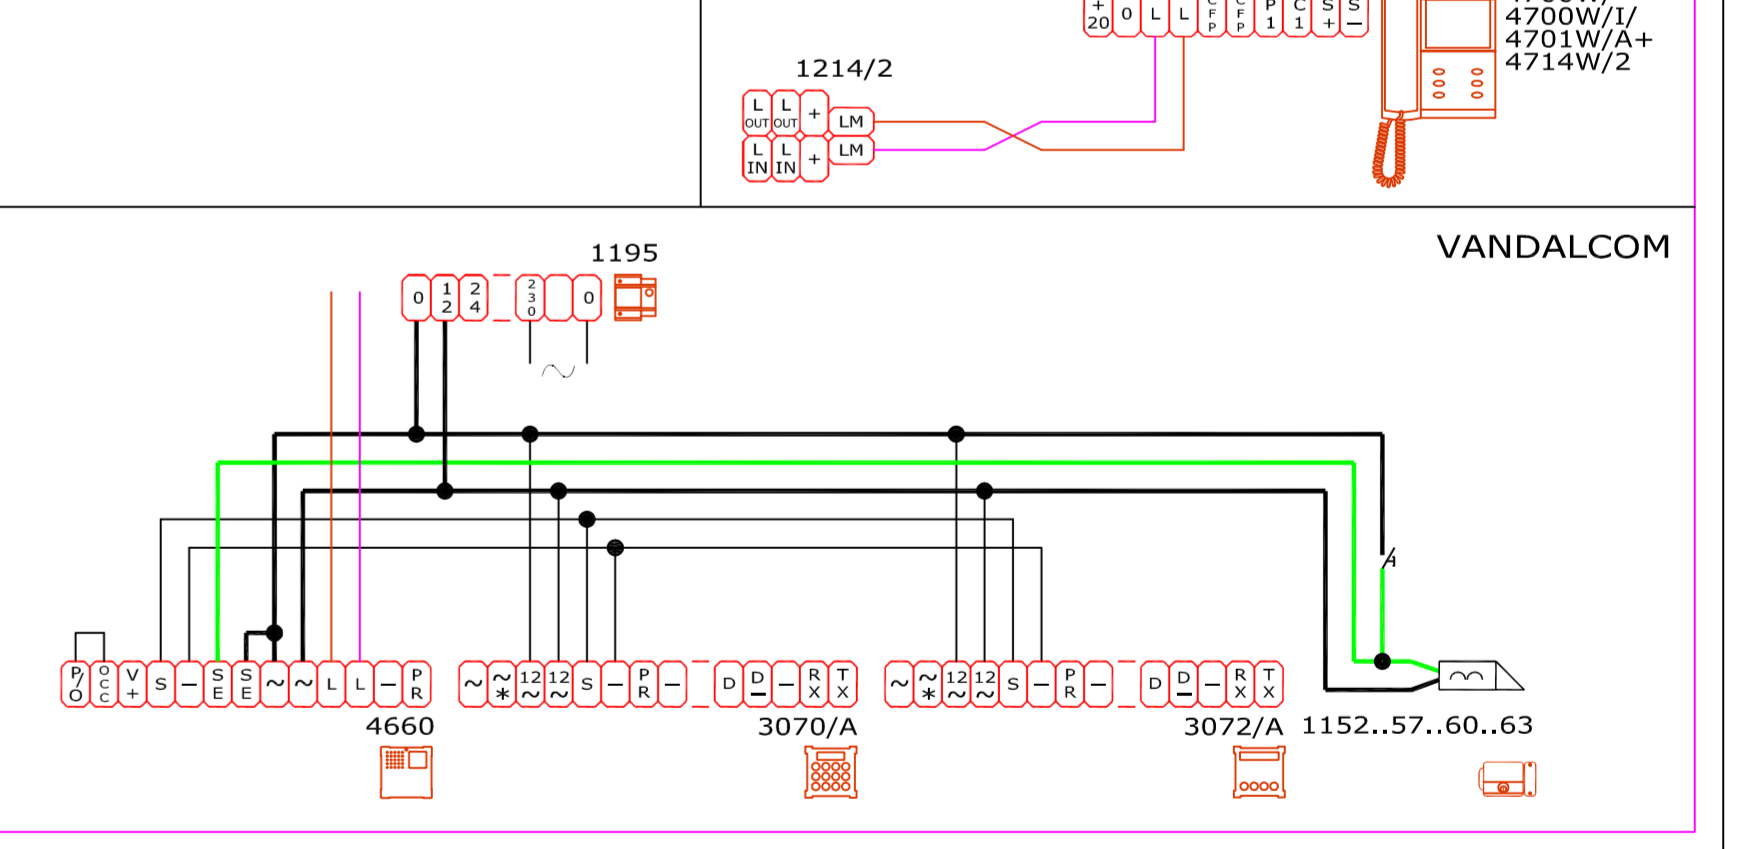 + 20 0 L L C F P C F P P 1 C 1 S + S –
4700W/I/
4701W/A+
4714W/2
1214/2
L OUT L OUT + LM
L IN L IN + LM
VANDALCOM
1195
0 12 24 230 0
P/O OCC V+ S – SE SE ~ ~ L L – PR
~ ~* 12~ 12~ S – PR – D D – RX TX
~ ~* 12~ 12~ S – PR – D D – RX TX
4660
3070/A
3072/A
1152..57..60..63